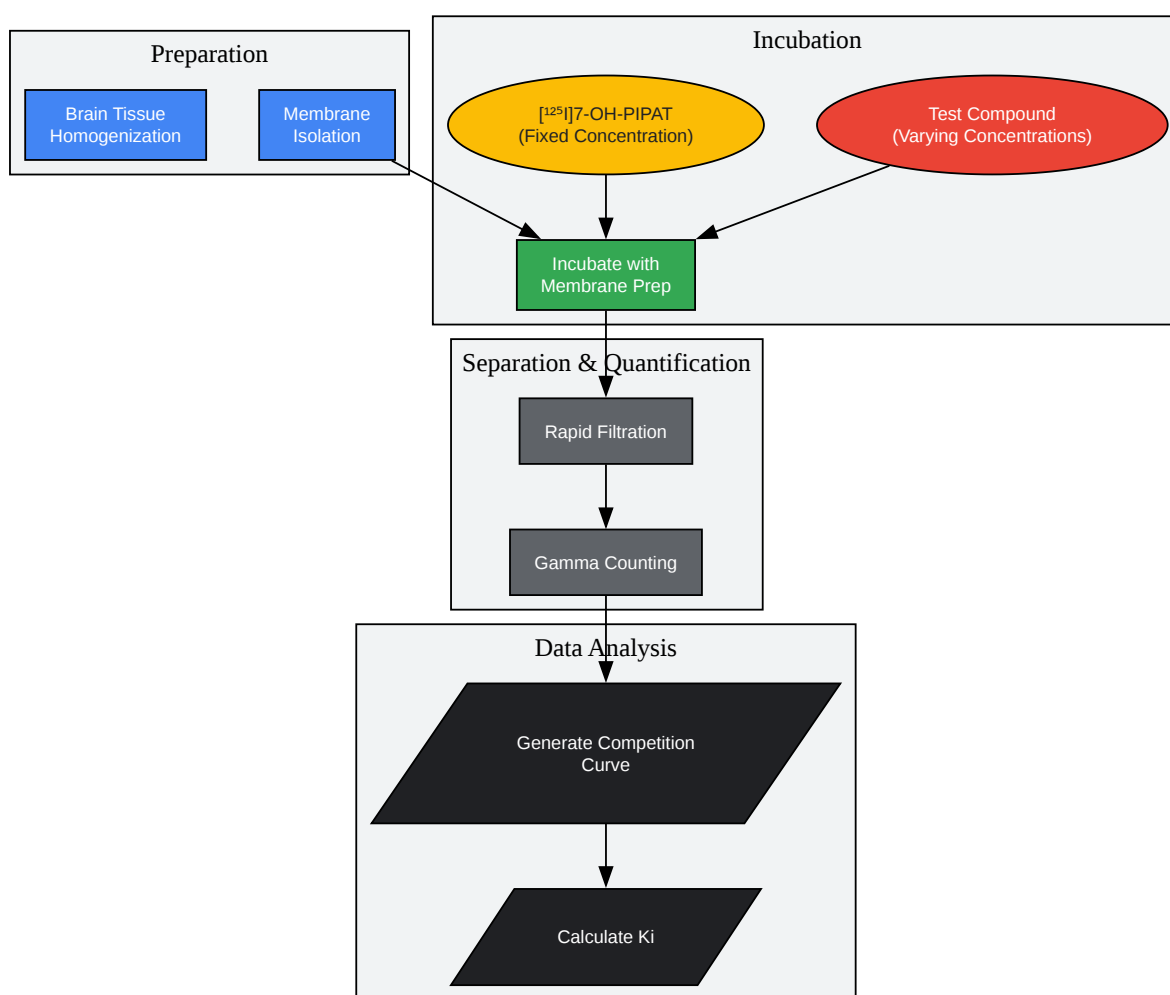 Preparation
Brain Tissue
Homogenization
Membrane
Isolation
Incubation
[¹²⁵I]7-OH-PIPAT
(Fixed Concentration)
Test Compound
(Varying Concentrations)
Incubate with
Membrane Prep
Separation & Quantification
Rapid Filtration
Gamma Counting
Data Analysis
Generate Competition
Curve
Calculate Ki